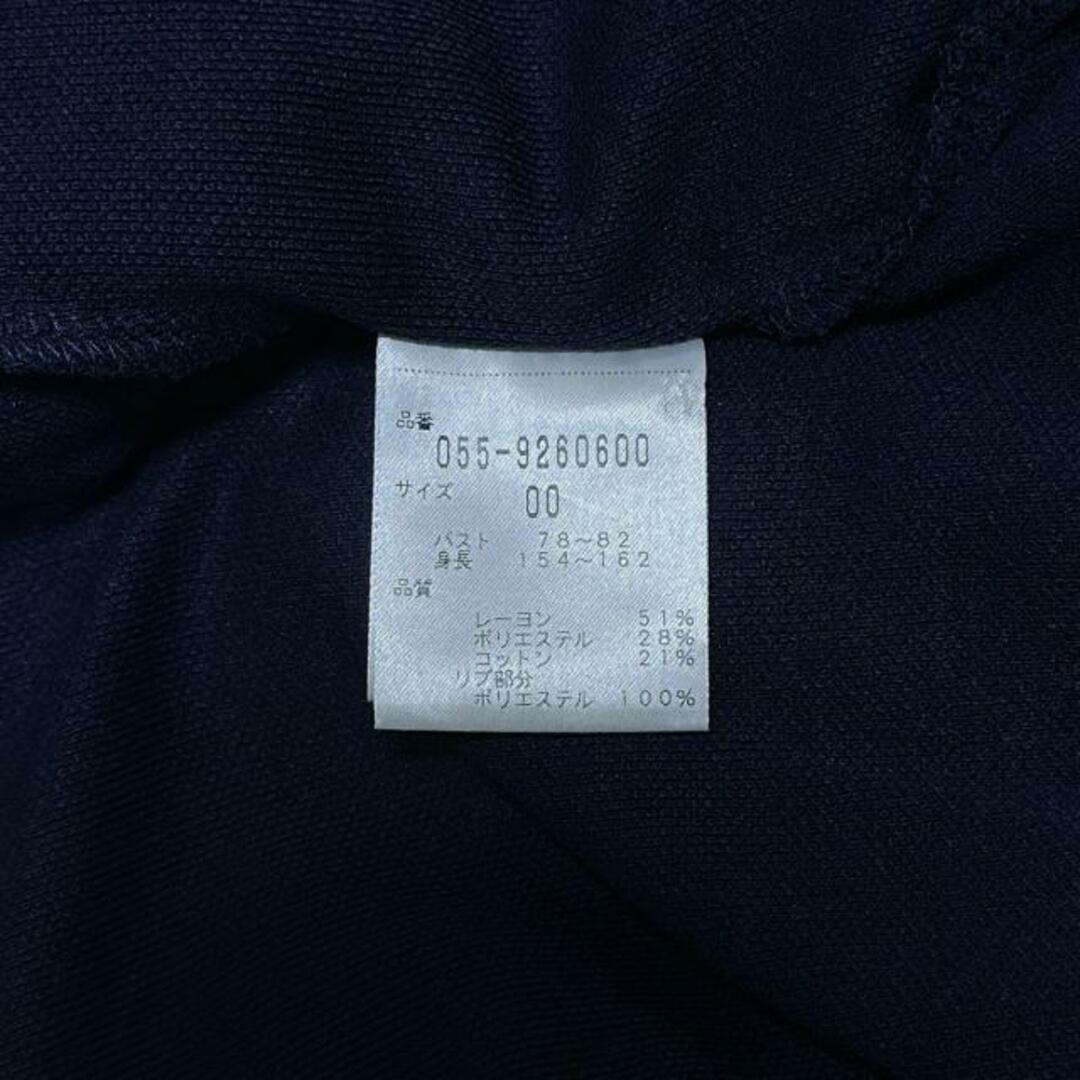 品番
055-9260600
サイズ
00
バスト 78～82
身長 154～162
品質
レーヨン 51%
ポリエステル 28%
コットン 21%
リブ部分
ポリエステル 100%